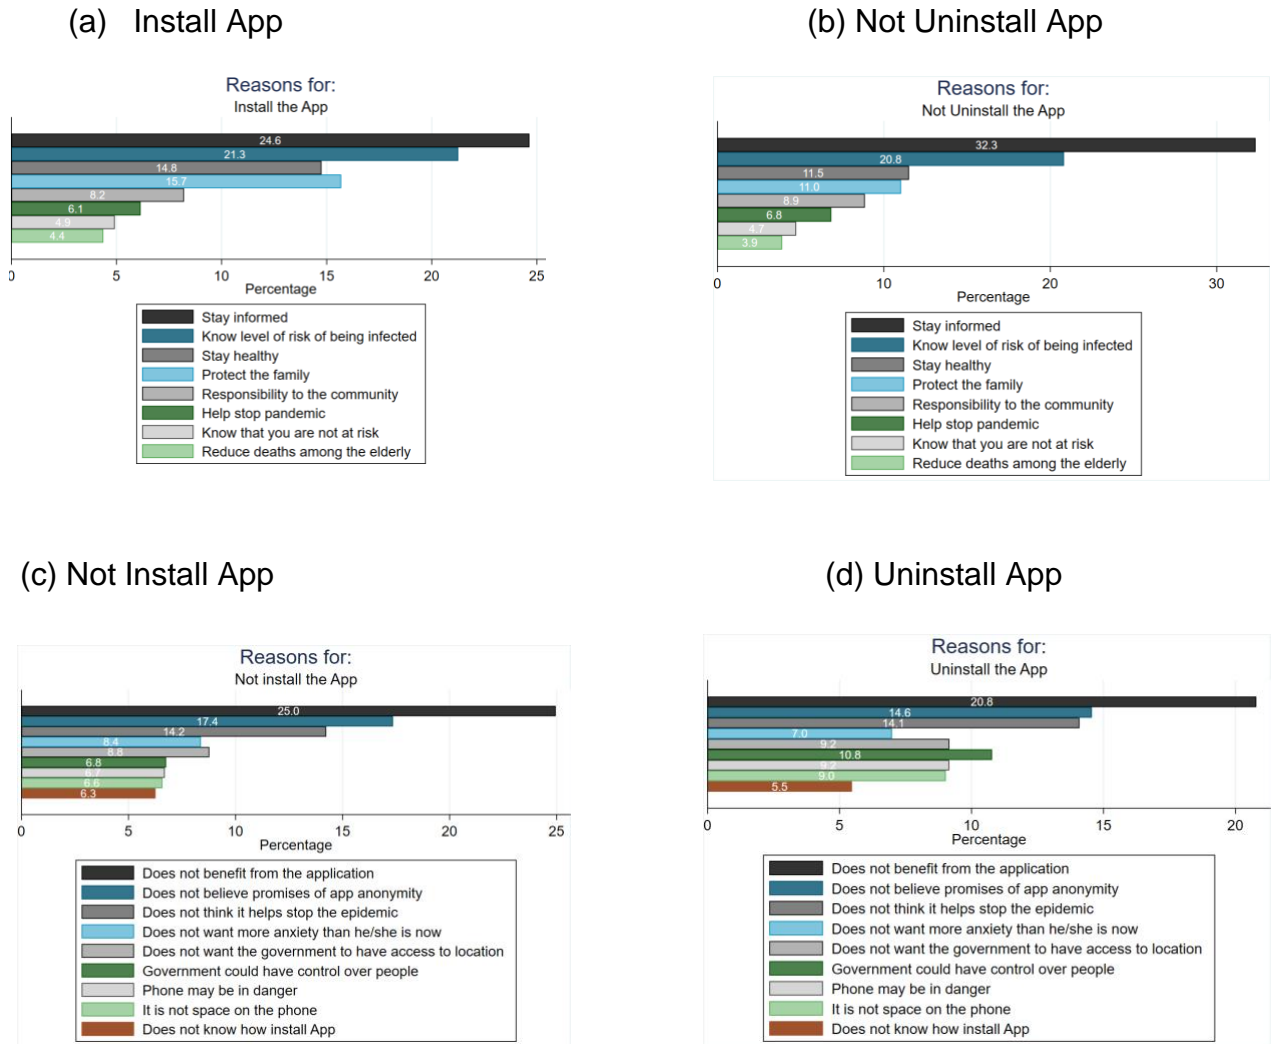 (a) Install App
Reasons for:
Install the App
24.6
21.3
14.8
15.7
8.2
6.1
4.9
4.4
0 5 10 15 20 25
Percentage
Stay informed
Know level of risk of being infected
Stay healthy
Protect the family
Responsibility to the community
Help stop pandemic
Know that you are not at risk
Reduce deaths among the elderly
(b) Not Uninstall App
Reasons for:
Not Uninstall the App
32.3
20.8
11.5
11.0
8.9
6.8
4.7
3.9
0 10 20 30
Percentage
Stay informed
Know level of risk of being infected
Stay healthy
Protect the family
Responsibility to the community
Help stop pandemic
Know that you are not at risk
Reduce deaths among the elderly
(c) Not Install App
Reasons for:
Not install the App
25.0
17.4
14.2
8.4
8.8
6.8
6.7
6.6
6.3
0 5 10 15 20 25
Percentage
Does not benefit from the application
Does not believe promises of app anonymity
Does not think it helps stop the epidemic
Does not want more anxiety than he/she is now
Does not want the government to have access to location
Government could have control over people
Phone may be in danger
It is not space on the phone
Does not know how install App
(d) Uninstall App
Reasons for:
Uninstall the App
20.8
14.6
14.1
7.0
9.2
10.8
9.2
9.0
5.5
0 5 10 15 20
Percentage
Does not benefit from the application
Does not believe promises of app anonymity
Does not think it helps stop the epidemic
Does not want more anxiety than he/she is now
Does not want the government to have access to location
Government could have control over people
Phone may be in danger
It is not space on the phone
Does not know how install App